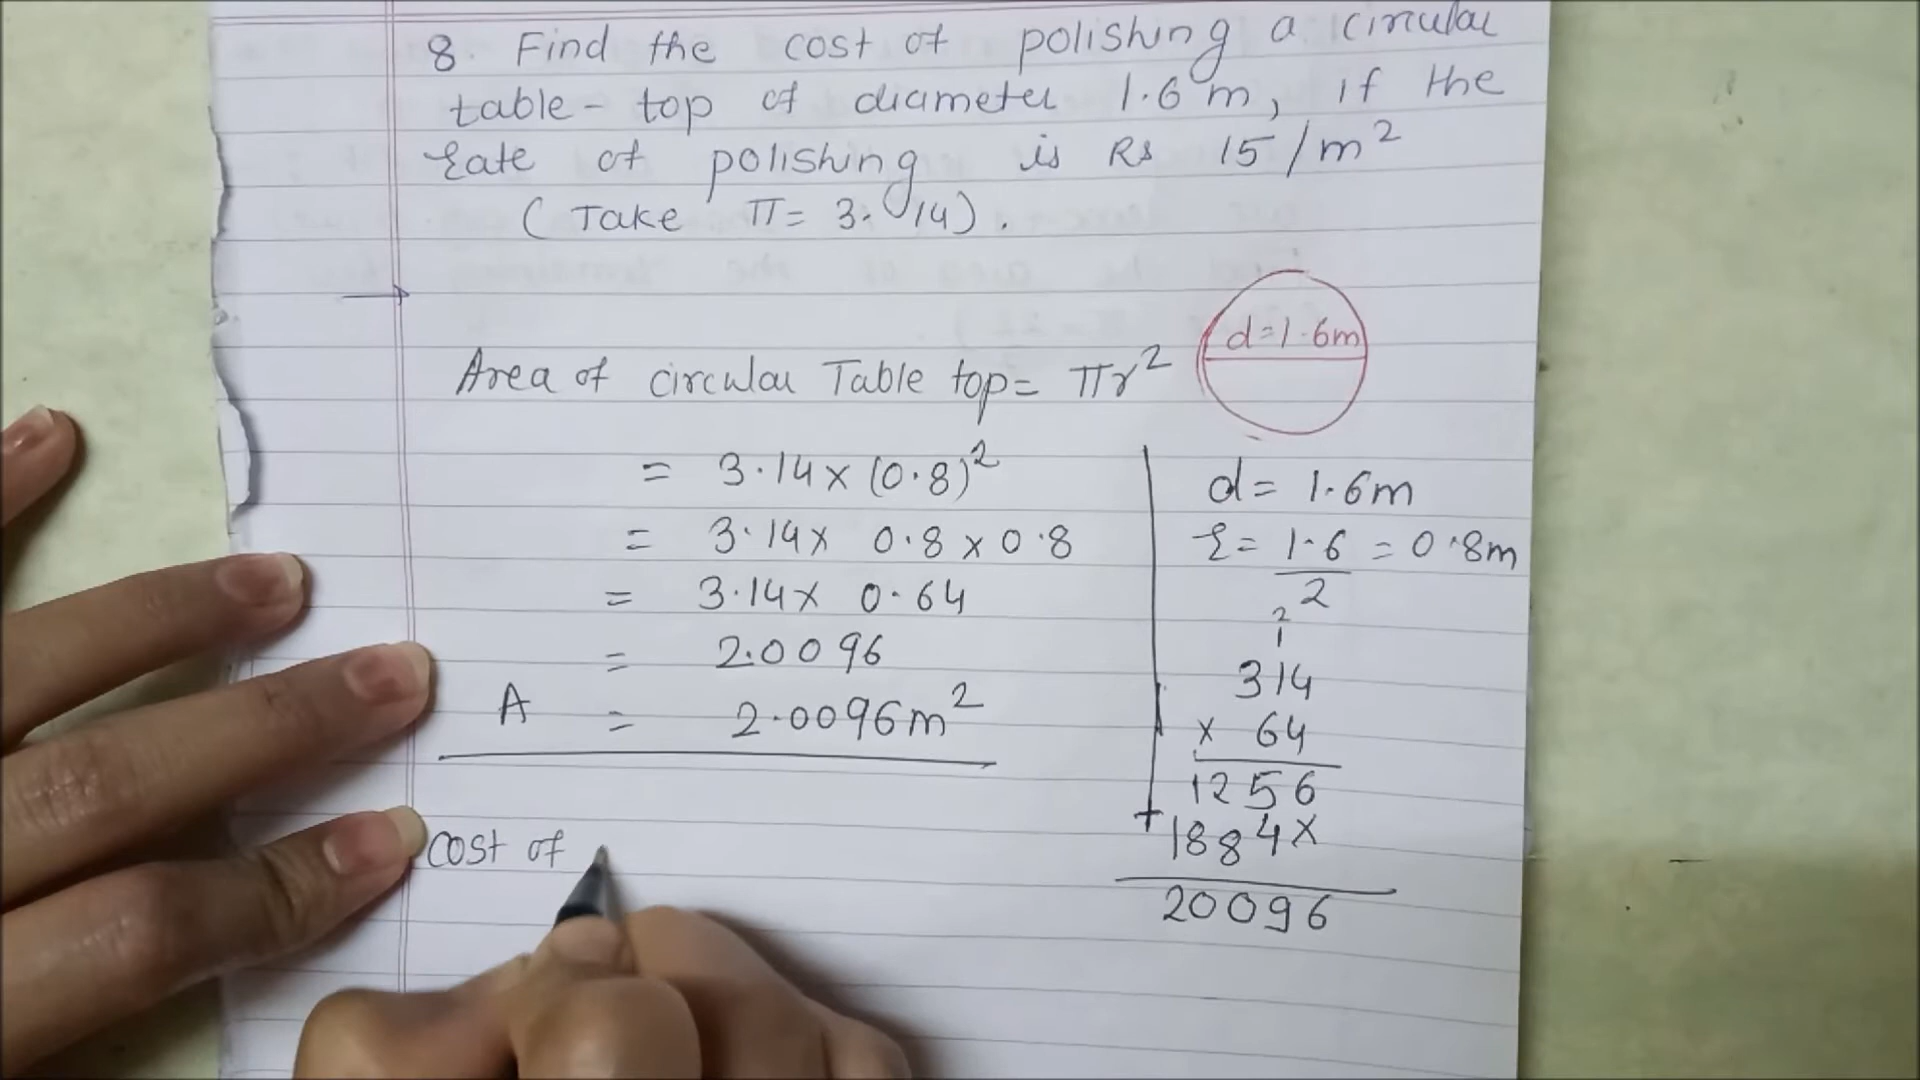 8. Find the cost of polishing a circular
table-top of diameter 1.6 m, if the
rate of polishing is Rs 15/m²
(Take π = 3.14).
d=1.6m
Area of circular Table top = πr²
= 3.14 x (0.8)²
= 3.14 x 0.8 x 0.8
= 3.14 x 0.64
= 2.0096
A = 2.0096 m²
d = 1.6m
r = 1.6 = 0.8m
2
2
1
314
x 64
1256
+ 1884x
20096
cost of